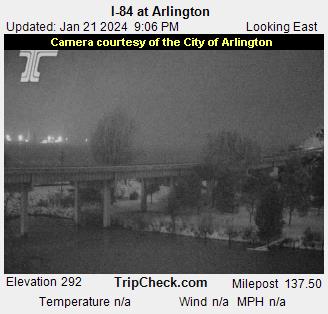 I-84 at Arlington
Updated: Jan 21 2024 9:06 PM Looking East
Camera courtesy of the City of Arlington
Elevation 292 TripCheck.com Milepost 137.50
Temperature n/a Wind n/a MPH n/a